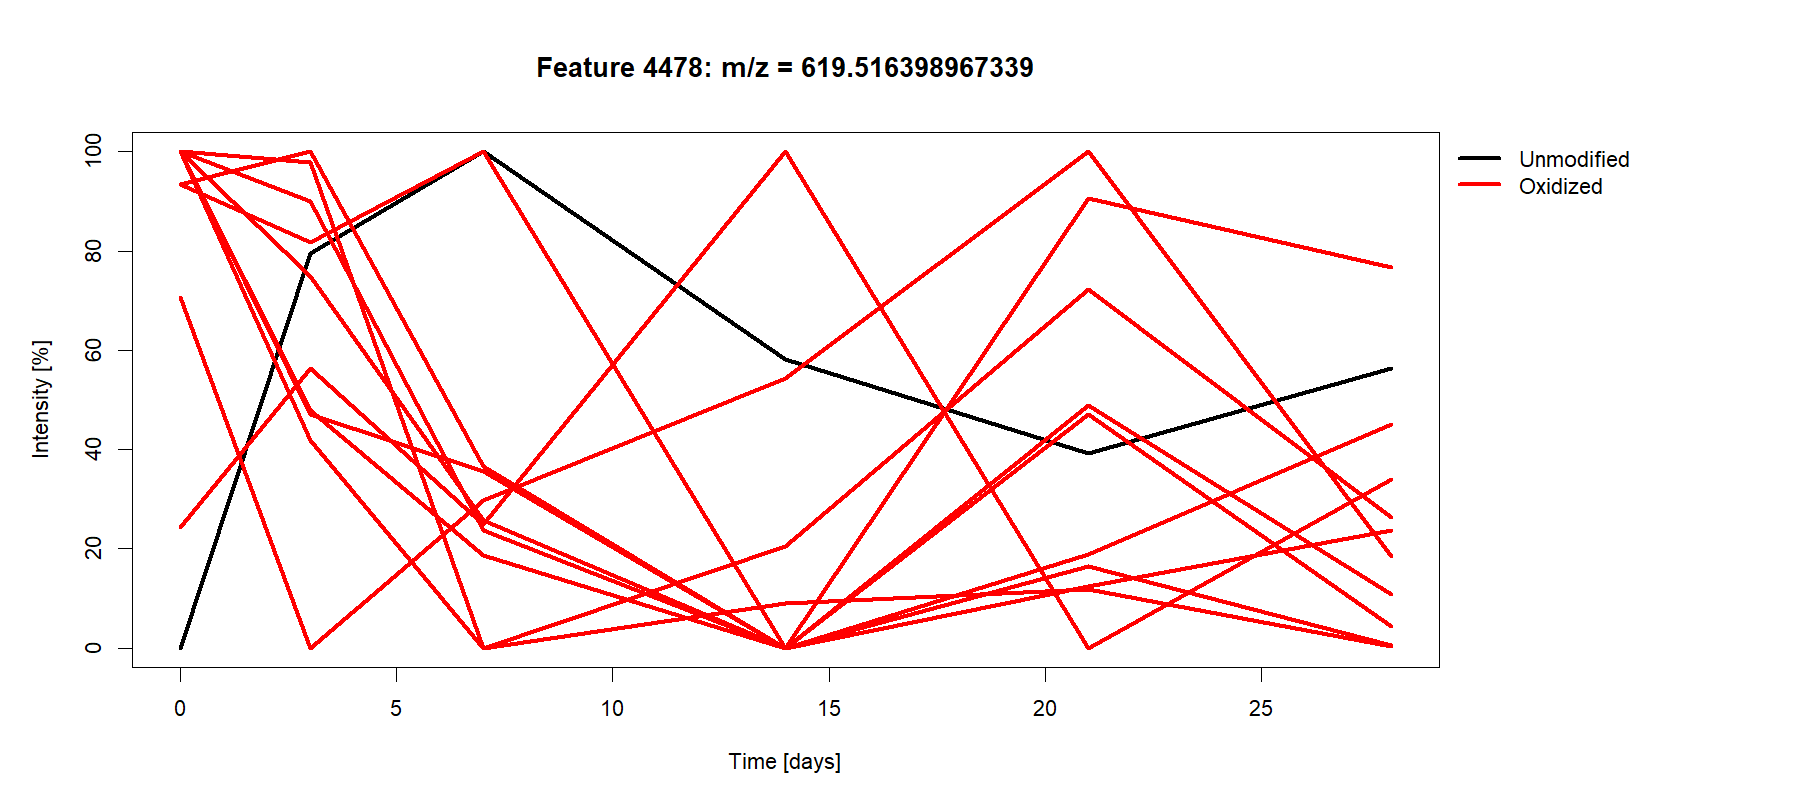 Feature 4478: m/z = 619.516398967339
Unmodified
Oxidized
Intensity [%]
100
80
60
40
20
0
0 5 10 15 20 25
Time [days]